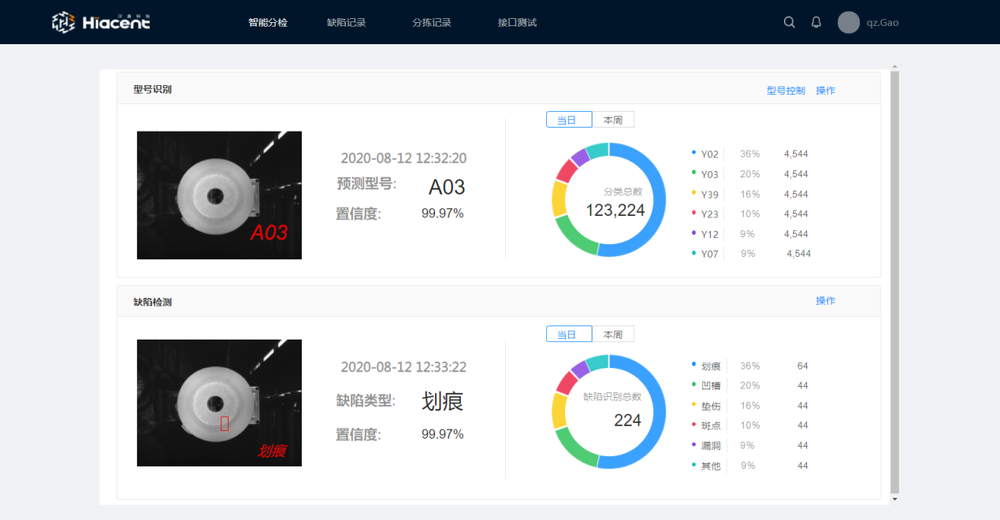 Hiacent
智能分检
缺陷记录
分拣记录
接口测试
qz.Gao
型号识别
型号控制 操作
A03
2020-08-12 12:32:20
预测型号: A03
置信度: 99.97%
当日 本周
分类总数
123,224
Y02 36% 4,544
Y03 20% 4,544
Y39 16% 4,544
Y23 10% 4,544
Y12 9% 4,544
Y07 9% 4,544
缺陷检测
操作
划痕
2020-08-12 12:33:22
缺陷类型: 划痕
置信度: 99.97%
当日 本周
缺陷识别总数
224
划痕 36% 64
凹槽 20% 44
垫伤 16% 44
斑点 10% 44
漏洞 9% 44
其他 9% 44